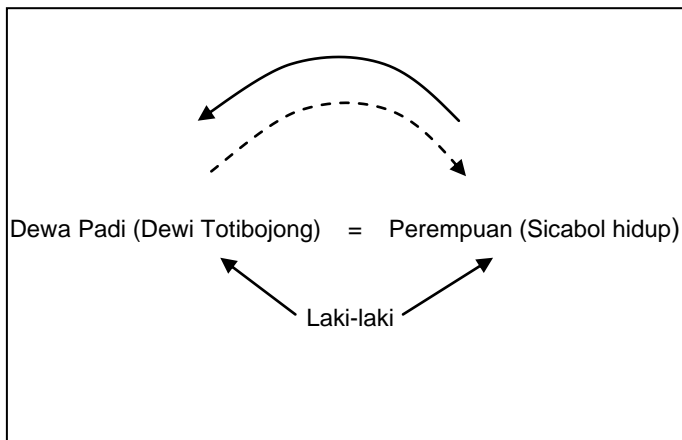 Dewa Padi (Dewi Totibojong) = Perempuan (Sicabol hidup)
Laki-laki